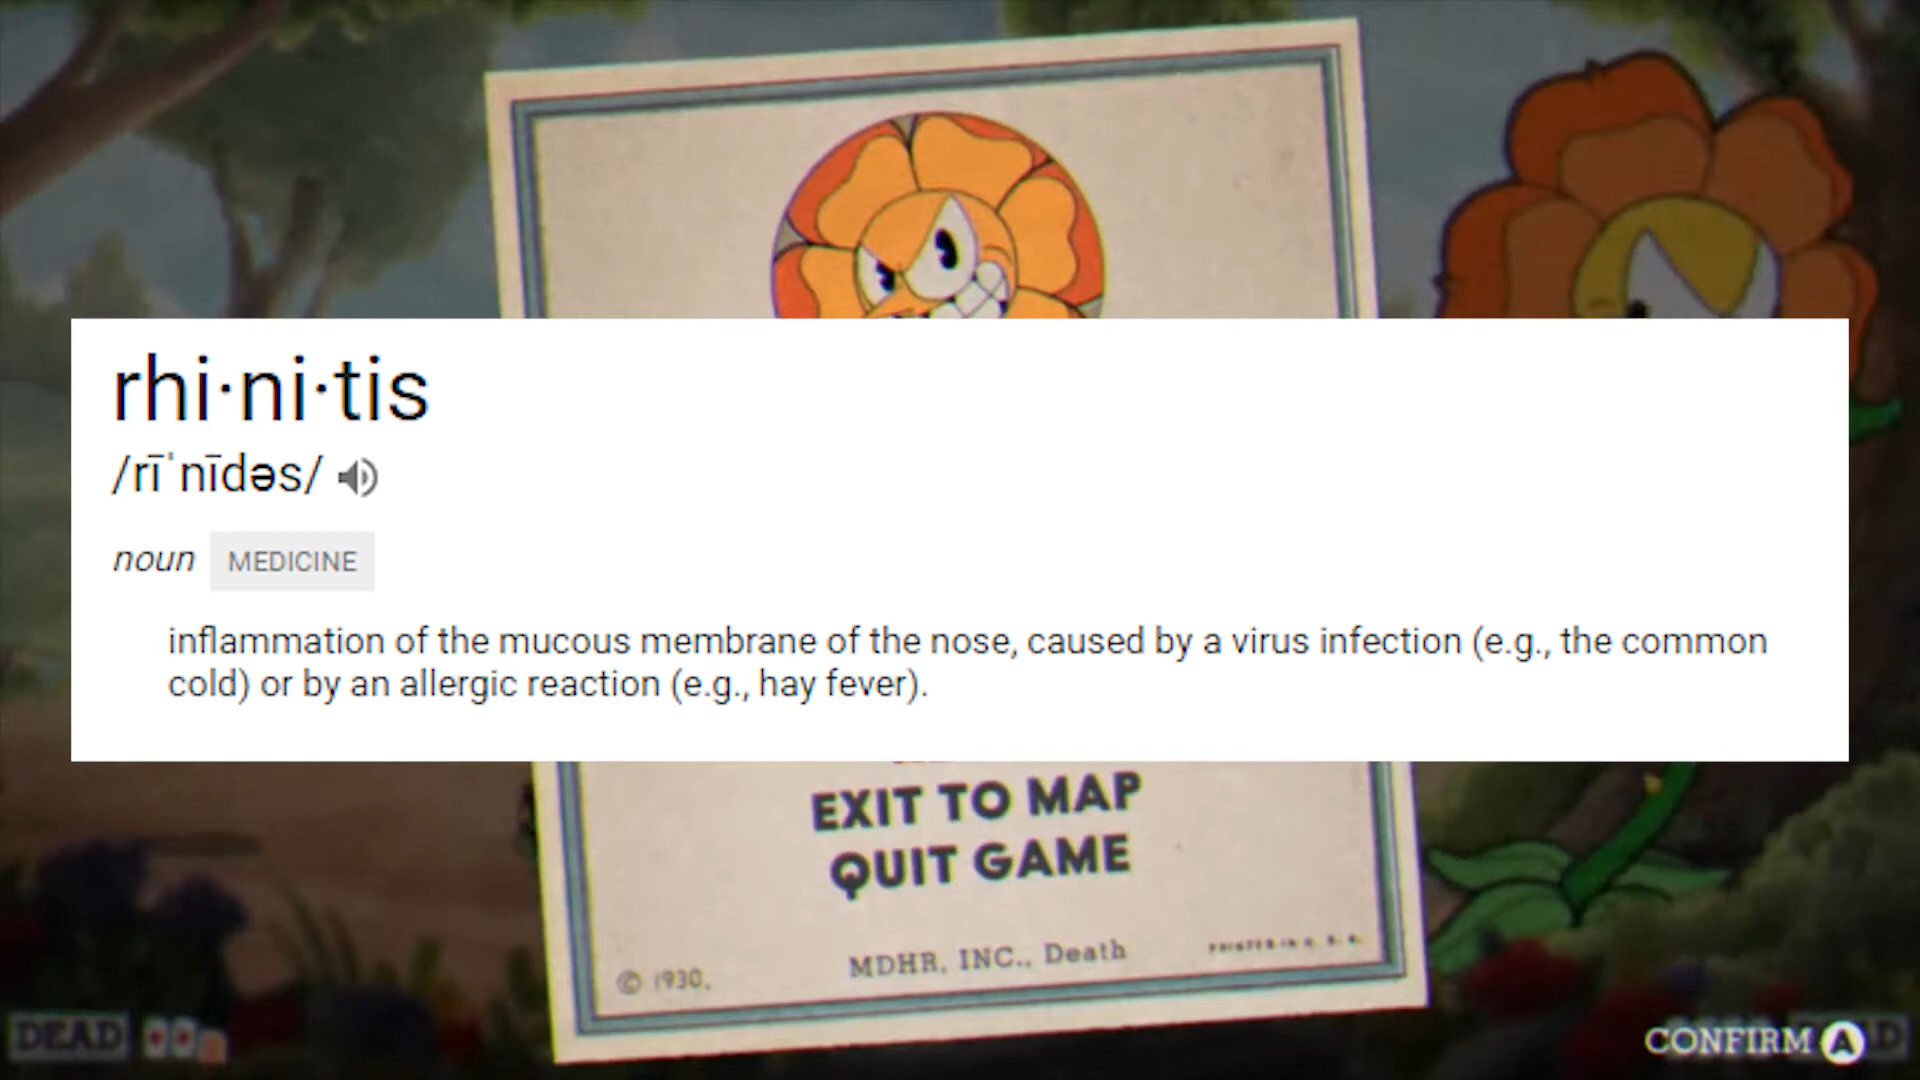 rhi·ni·tis
/rīˈnīdəs/
noun MEDICINE
inflammation of the mucous membrane of the nose, caused by a virus infection (e.g., the common
cold) or by an allergic reaction (e.g., hay fever).
EXIT TO MAP
QUIT GAME
© 1930, MDHR, INC., Death PRINTED IN U. S. A.
DEAD
CONFIRM A